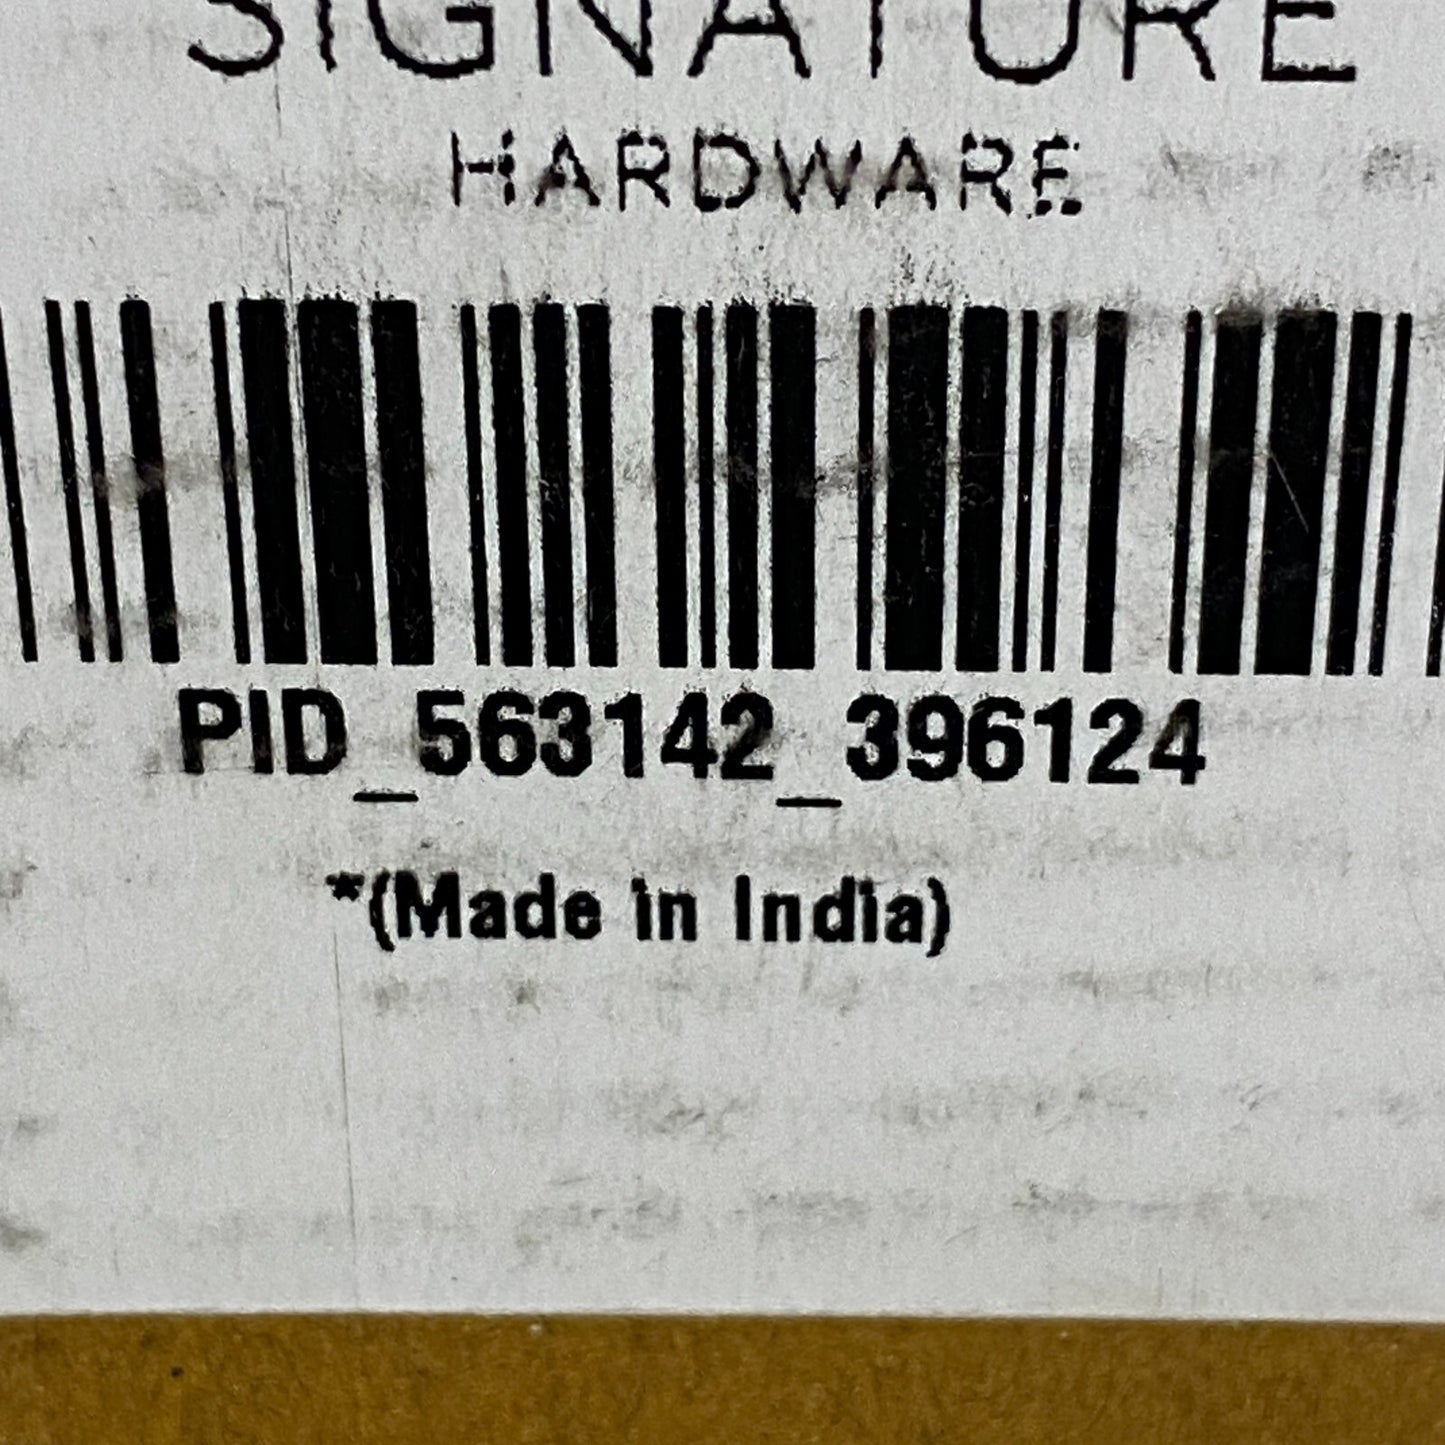 SIGNATURE
HARDWARE
PID_563142_396124
*(Made in India)